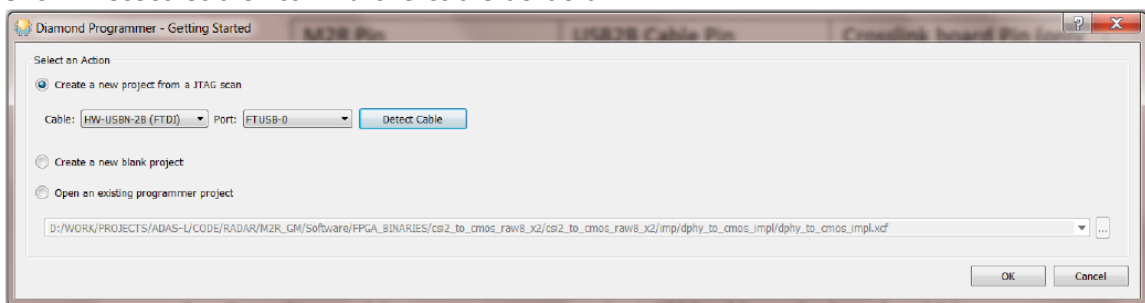 Diamond Programmer - Getting Started
M2R Pin
USB2B Cable Pin
Crosslink board Pin (only
Select an Action
Create a new project from a JTAG scan
Cable: HW-USBN-2B (FTDI) Port: FTUSB-0 Detect Cable
Create a new blank project
Open an existing programmer project
D:/WORK/PROJECTS/ADAS-L/CODE/RADAR/M2R_GM/Software/FPGA_BINARIES/csi2_to_cmos_raw8_x2/csi2_to_cmos_raw8_x2/imp/dphy_to_cmos_impl/dphy_to_cmos_impl.xcf
...
OK Cancel